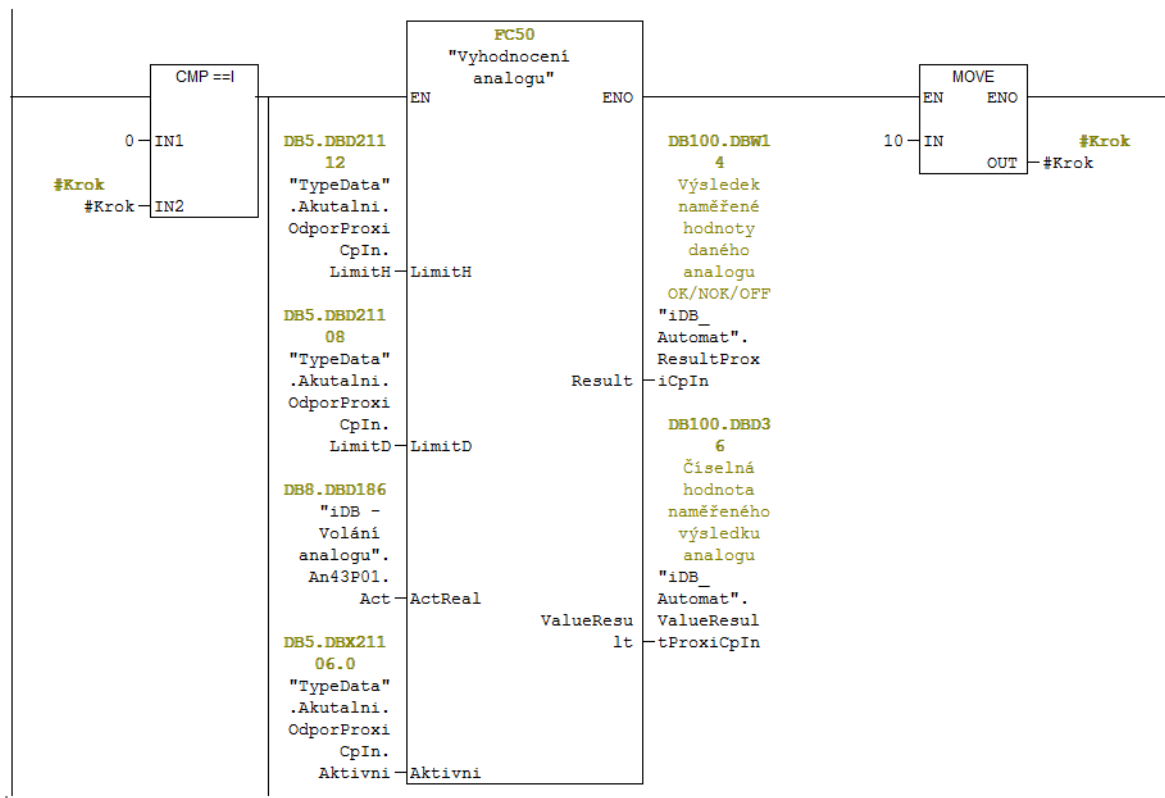 FC50
"Vyhodnocení
analogu"
CMP ==I
MOVE
EN
ENO
EN
ENO
0
IN1
DB5.DBD211
12
"TypeData"
.Akutalni.
OdporProxi
CpIn.
LimitH
LimitH
DB100.DBW1
4
Výsledek
naměřené
hodnoty
daného
analogu
OK/NOK/OFF
"iDB_
Automat".
ResultProx
iCpIn
Result
10
IN
#Krok
OUT
#Krok
#Krok
#Krok
IN2
DB5.DBD211
08
"TypeData"
.Akutalni.
OdporProxi
CpIn.
LimitD
LimitD
DB100.DBD3
6
Číselná
hodnota
naměřeného
výsledku
analogu
"iDB_
Automat".
ValueResul
tProxiCpIn
ValueResu
lt
DB8.DBD186
"iDB -
Volání
analogu".
An43P01.
Act
ActReal
DB5.DBX211
06.0
"TypeData"
.Akutalni.
OdporProxi
CpIn.
Aktivni
Aktivni